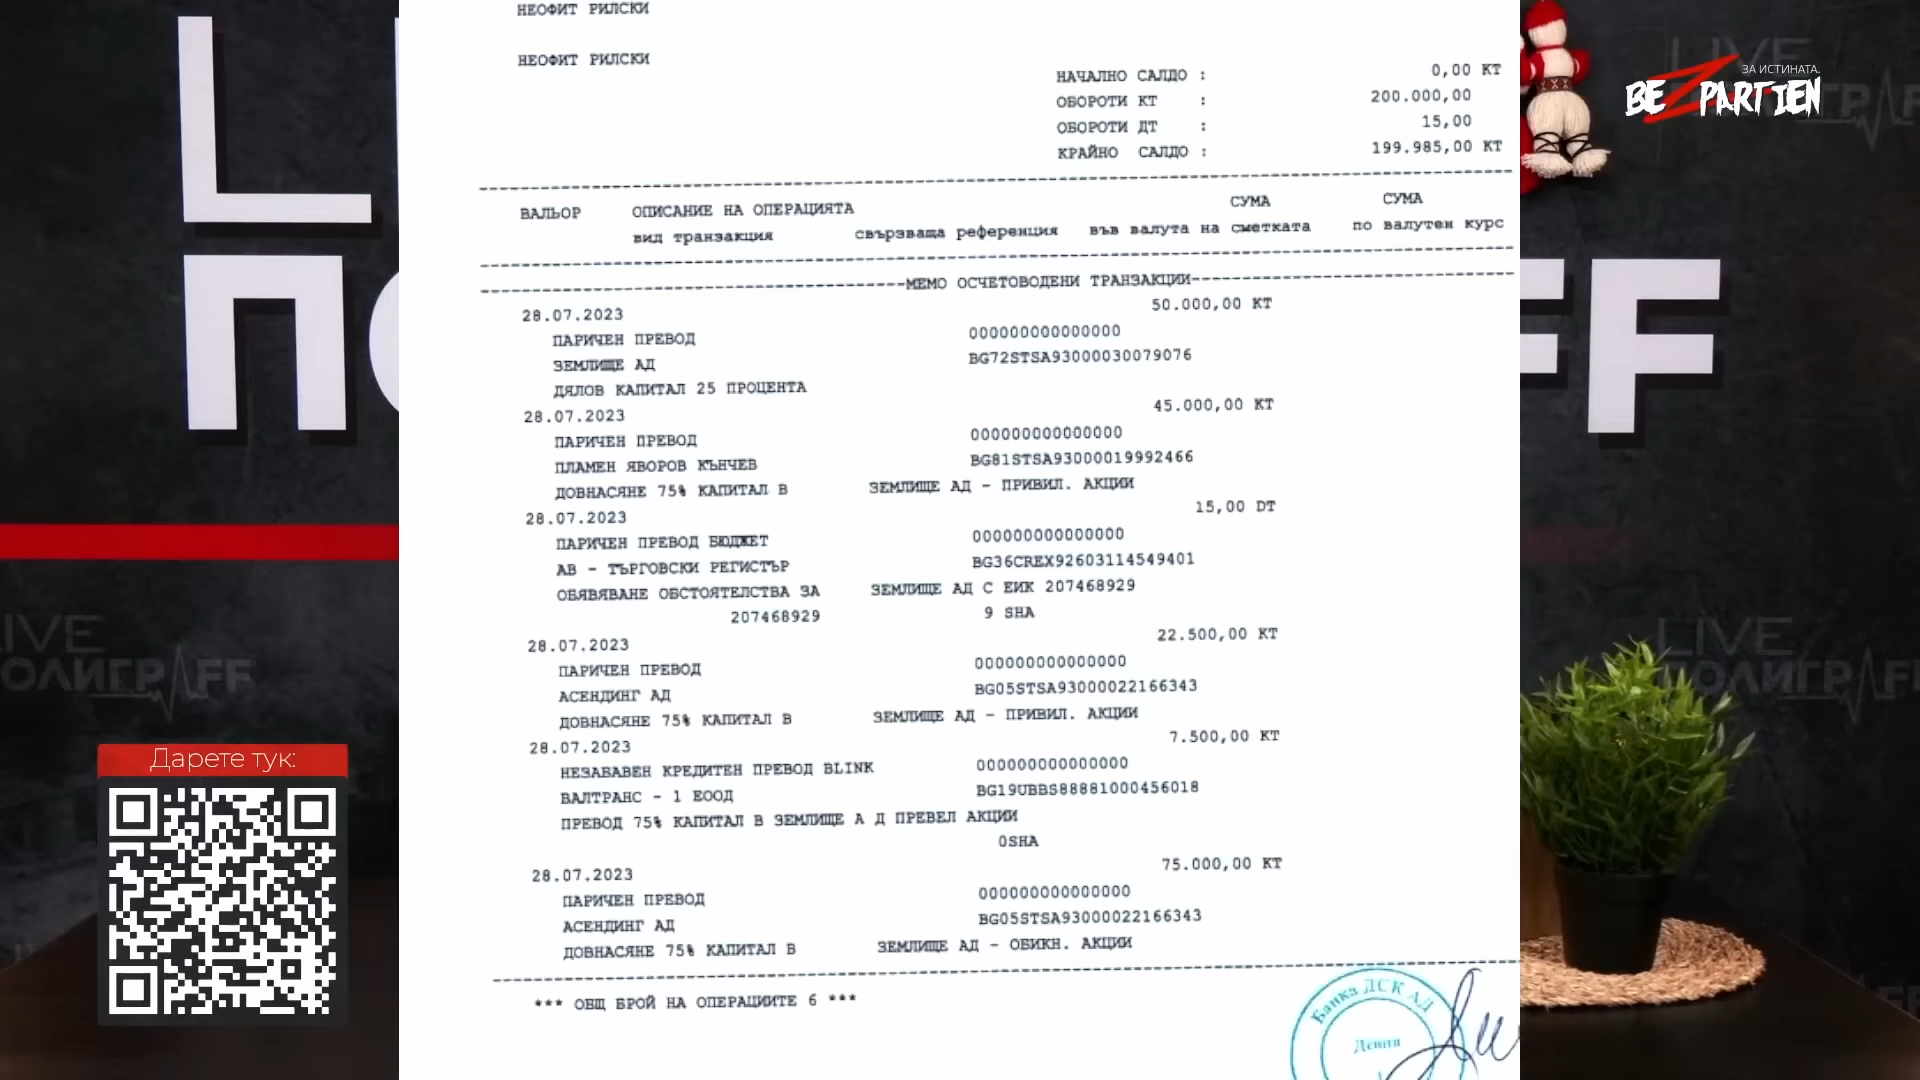 НЕОФИТ РИЛСКИ
НЕОФИТ РИЛСКИ
НАЧАЛНО САЛДО : 0,00 КТ
ОБОРОТИ КТ : 200.000,00
ОБОРОТИ ДТ : 15,00
КРАЙНО САЛДО : 199.985,00 КТ
ВАЛЬОР ОПИСАНИЕ НА ОПЕРАЦИЯТА СУМА СУМА
вид транзакция свързваща референция във валута на сметката по валутен курс
МЕМО ОСЧЕТОВОДЕНИ ТРАНЗАКЦИИ
28.07.2023 50.000,00 КТ
ПАРИЧЕН ПРЕВОД 000000000000000
ЗЕМЛИЩЕ АД BG72STSA93000030079076
ДЯЛОВ КАПИТАЛ 25 ПРОЦЕНТА
28.07.2023 45.000,00 КТ
ПАРИЧЕН ПРЕВОД 000000000000000
ПЛАМЕН ЯВОРОВ КЪНЧЕВ BG81STSA93000019992466
ДОВНАСЯНЕ 75% КАПИТАЛ В ЗЕМЛИЩЕ АД - ПРИВИЛ. АКЦИИ
28.07.2023 15,00 DT
ПАРИЧЕН ПРЕВОД БЮДЖЕТ 000000000000000
АВ - ТЪРГОВСКИ РЕГИСТЪР BG36CREX92603114549401
ОБЯВЯВАНЕ ОБСТОЯТЕЛСТВА ЗА ЗЕМЛИЩЕ АД С ЕИК 207468929
207468929 9 SHA
28.07.2023 22.500,00 КТ
ПАРИЧЕН ПРЕВОД 000000000000000
АСЕНДИНГ АД BG05STSA93000022166343
ДОВНАСЯНЕ 75% КАПИТАЛ В ЗЕМЛИЩЕ АД - ПРИВИЛ. АКЦИИ
28.07.2023 7.500,00 КТ
НЕЗАБАВЕН КРЕДИТЕН ПРЕВОД BLINK 000000000000000
ВАЛТРАНС - 1 ЕООД BG19UBBS88881000456018
ПРЕВОД 75% КАПИТАЛ В ЗЕМЛИЩЕ А Д ПРЕВЕЛ АКЦИИ
0SHA
28.07.2023 75.000,00 КТ
ПАРИЧЕН ПРЕВОД 000000000000000
АСЕНДИНГ АД BG05STSA93000022166343
ДОВНАСЯНЕ 75% КАПИТАЛ В ЗЕМЛИЩЕ АД - ОБИКН. АКЦИИ
*** ОБЩ БРОЙ НА ОПЕРАЦИИТЕ 6 ***
Банка ДСК АД
Девня
ЗА ИСТИНАТА.
BEZPARTIEN
Дарете тук:
LIVE
ПОЛИГРАFF